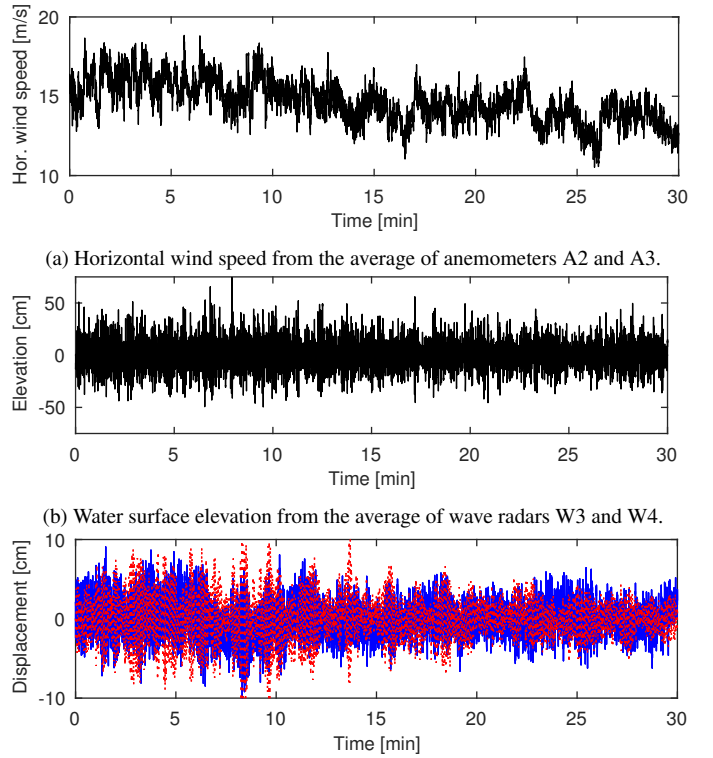 20
15
10
Hor. wind speed [m/s]
0 5 10 15 20 25 30
Time [min]
(a) Horizontal wind speed from the average of anemometers A2 and A3.
50
0
-50
Elevation [cm]
0 5 10 15 20 25 30
Time [min]
(b) Water surface elevation from the average of wave radars W3 and W4.
10
0
-10
Displacement [cm]
0 5 10 15 20 25 30
Time [min]